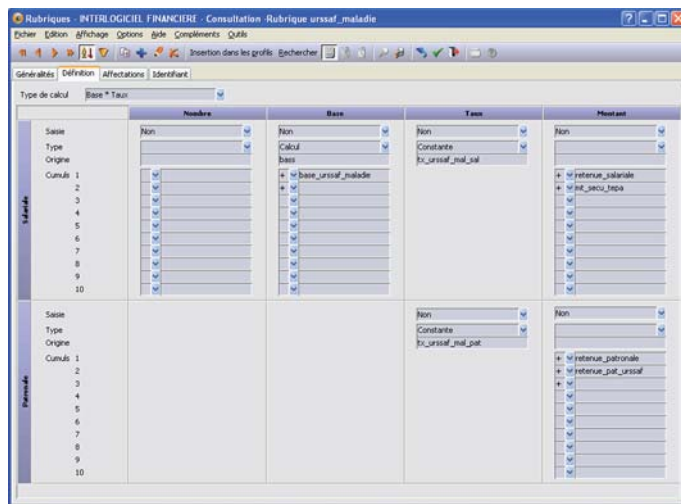 Rubriques - INTERLOGICIEL FINANCIERE - Consultation -Rubrique urssaf_maladie
Fichier Edition Affichage Options Aide Compléments Outils
Insertion dans les profils Rechercher
Généralités Définition Affectations Identifiant
Type de calcul Base * Taux
Nombre Base Taux Montant
Salariale
Saisie Non Non Non Non
Type Calcul Constante
Origine bass tx_urssaf_mal_sal
Cumuls 1 + base_urssaf_maladie + retenue_salariale
2 + + mt_secu_tepa
3
4
5
6
7
8
9
10
Patronale
Saisie Non Non
Type Constante
Origine tx_urssaf_mal_pat
Cumuls 1 + retenue_patronale
2 + retenue_pat_urssaf
3 +
4
5
6
7
8
9
10